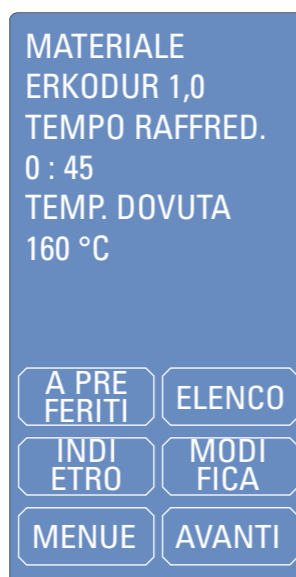 MATERIALE
ERKODUR 1,0
TEMPO RAFFRED.
0 : 45
TEMP. DOVUTA
160 °C
A PRE
FERITI
ELENCO
INDI
ETRO
MODI
FICA
MENUE
AVANTI